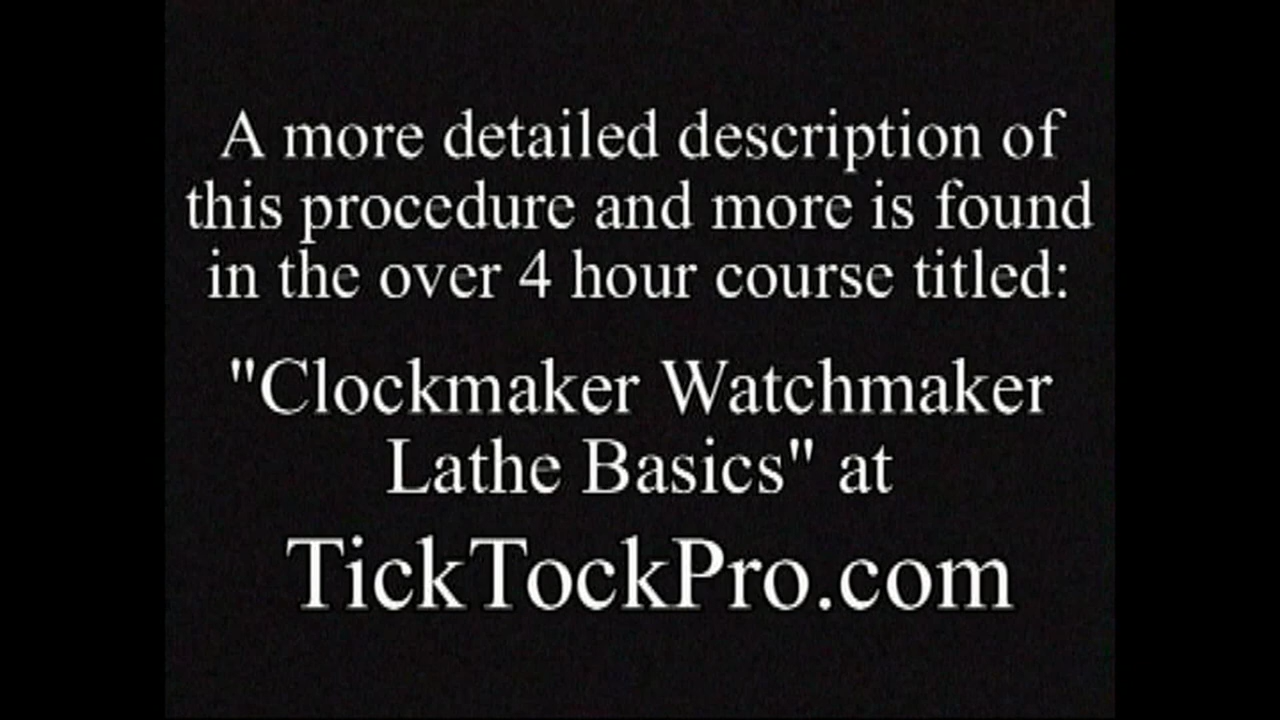 A more detailed description of
this procedure and more is found
in the over 4 hour course titled:
"Clockmaker Watchmaker
Lathe Basics" at
TickTockPro.com